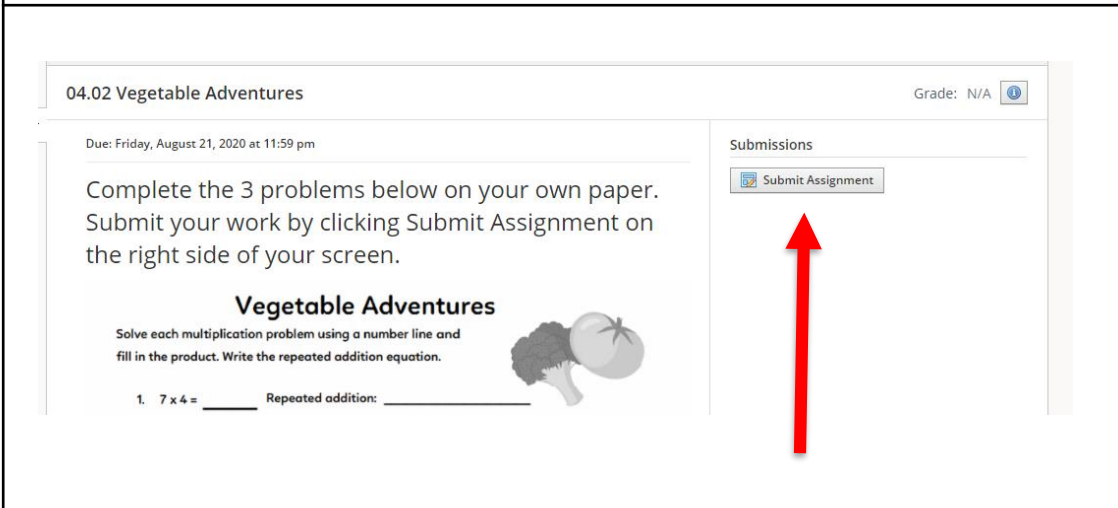 04.02 Vegetable Adventures
Grade: N/A
Due: Friday, August 21, 2020 at 11:59 pm
Submissions
Submit Assignment
Complete the 3 problems below on your own paper.
Submit your work by clicking Submit Assignment on
the right side of your screen.
Vegetable Adventures
Solve each multiplication problem using a number line and
fill in the product. Write the repeated addition equation.
1. 7 x 4 = ______ Repeated addition: __________________